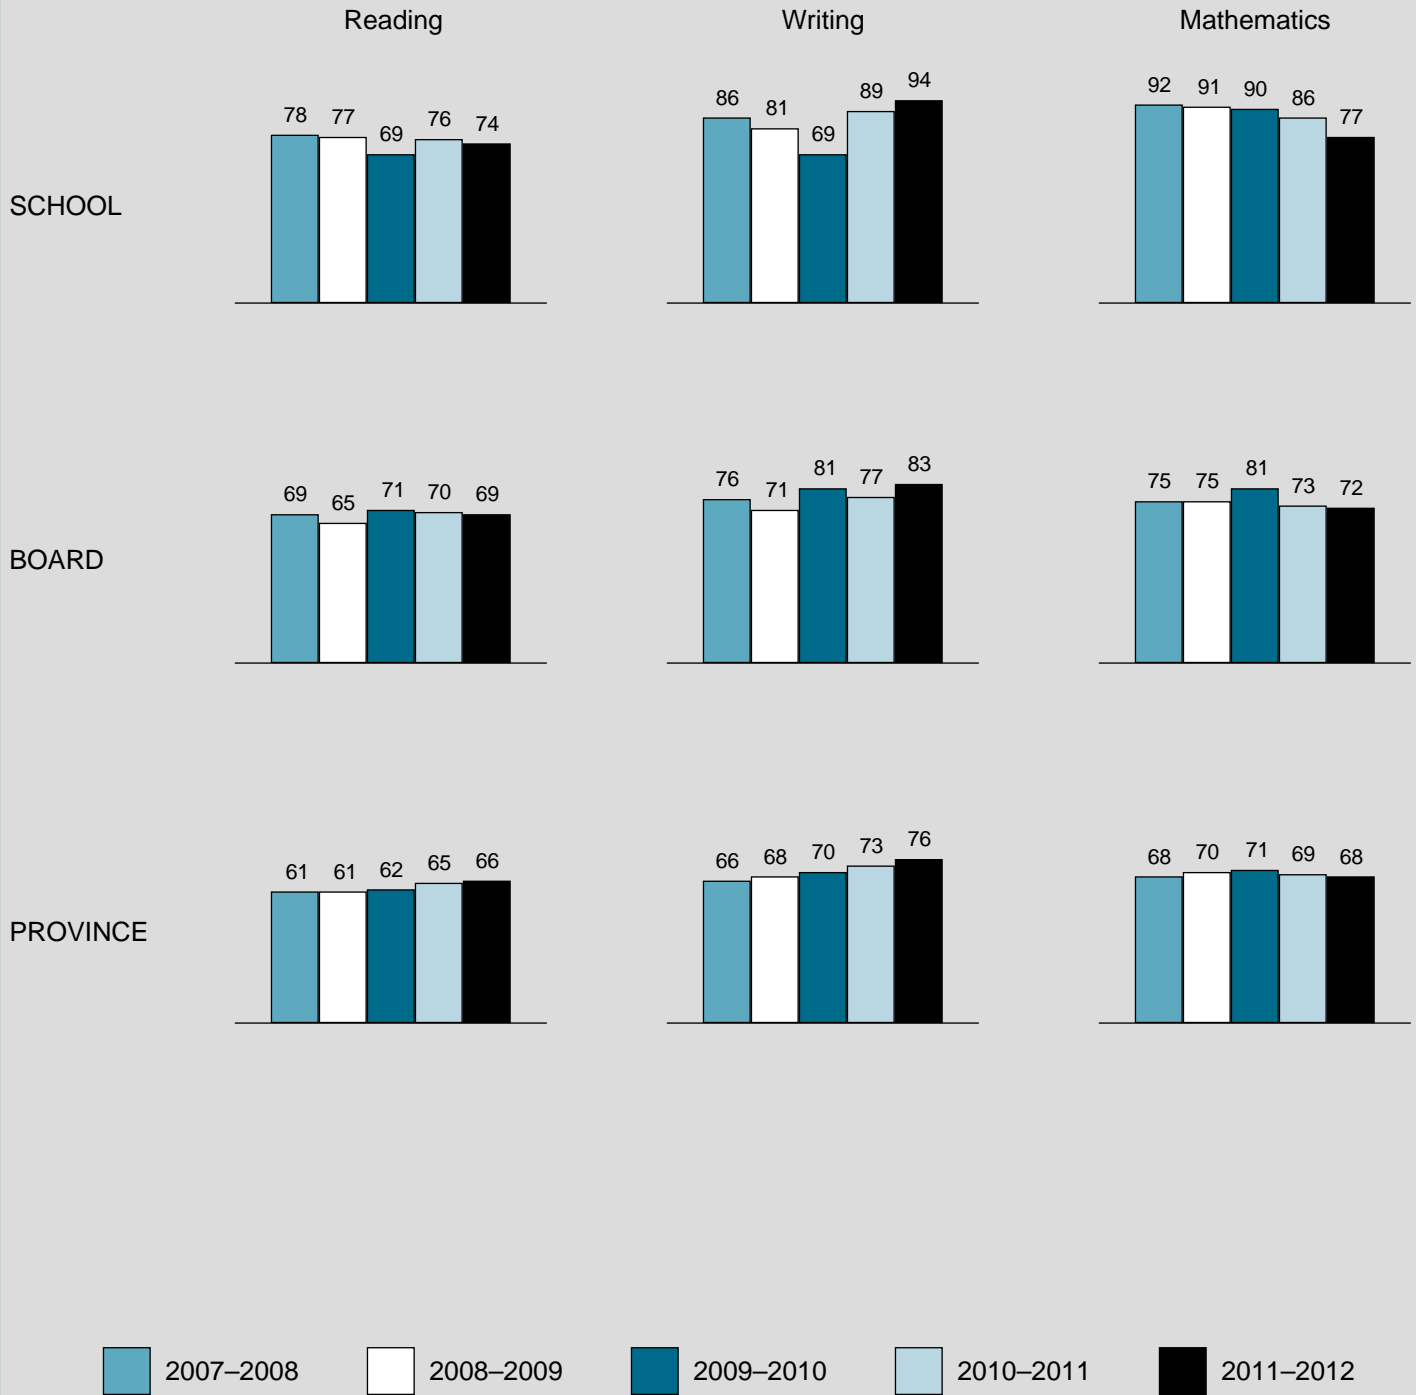 Reading Writing Mathematics
78 77 69 76 74
86 81 69 89 94
92 91 90 86 77
SCHOOL
69 65 71 70 69
76 71 81 77 83
75 75 81 73 72
BOARD
61 61 62 65 66
66 68 70 73 76
68 70 71 69 68
PROVINCE
2007–2008 2008–2009 2009–2010 2010–2011 2011–2012